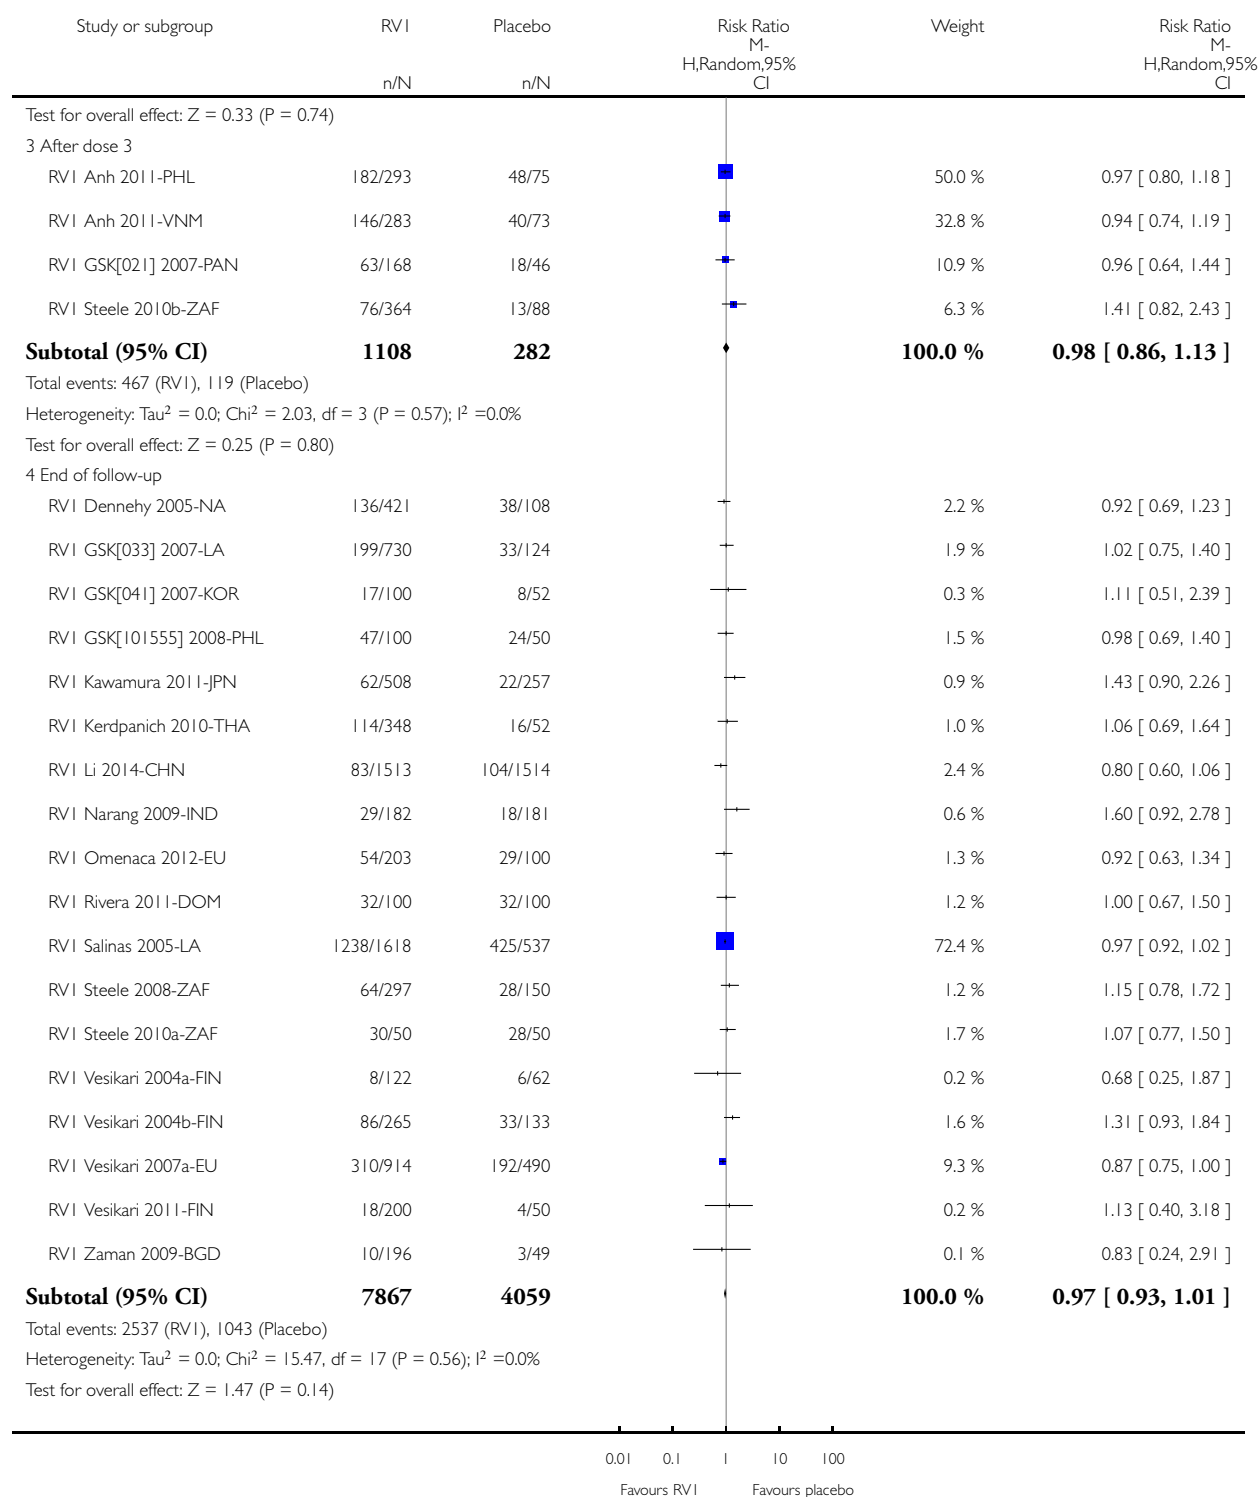 Study or subgroup RV1 Placebo Risk Ratio Weight Risk Ratio
M- M-
H,Random,95% H,Random,95%
n/N n/N CI CI
Test for overall effect: Z = 0.33 (P = 0.74)
3 After dose 3
RV1 Anh 2011-PHL 182/293 48/75 50.0 % 0.97 [ 0.80, 1.18 ]
RV1 Anh 2011-VNM 146/283 40/73 32.8 % 0.94 [ 0.74, 1.19 ]
RV1 GSK[021] 2007-PAN 63/168 18/46 10.9 % 0.96 [ 0.64, 1.44 ]
RV1 Steele 2010b-ZAF 76/364 13/88 6.3 % 1.41 [ 0.82, 2.43 ]
Subtotal (95% CI) 1108 282 100.0 % 0.98 [ 0.86, 1.13 ]
Total events: 467 (RV1), 119 (Placebo)
Heterogeneity: Tau² = 0.0; Chi² = 2.03, df = 3 (P = 0.57); I² =0.0%
Test for overall effect: Z = 0.25 (P = 0.80)
4 End of follow-up
RV1 Dennehy 2005-NA 136/421 38/108 2.2 % 0.92 [ 0.69, 1.23 ]
RV1 GSK[033] 2007-LA 199/730 33/124 1.9 % 1.02 [ 0.75, 1.40 ]
RV1 GSK[041] 2007-KOR 17/100 8/52 0.3 % 1.11 [ 0.51, 2.39 ]
RV1 GSK[101555] 2008-PHL 47/100 24/50 1.5 % 0.98 [ 0.69, 1.40 ]
RV1 Kawamura 2011-JPN 62/508 22/257 0.9 % 1.43 [ 0.90, 2.26 ]
RV1 Kerdpanich 2010-THA 114/348 16/52 1.0 % 1.06 [ 0.69, 1.64 ]
RV1 Li 2014-CHN 83/1513 104/1514 2.4 % 0.80 [ 0.60, 1.06 ]
RV1 Narang 2009-IND 29/182 18/181 0.6 % 1.60 [ 0.92, 2.78 ]
RV1 Omenaca 2012-EU 54/203 29/100 1.3 % 0.92 [ 0.63, 1.34 ]
RV1 Rivera 2011-DOM 32/100 32/100 1.2 % 1.00 [ 0.67, 1.50 ]
RV1 Salinas 2005-LA 1238/1618 425/537 72.4 % 0.97 [ 0.92, 1.02 ]
RV1 Steele 2008-ZAF 64/297 28/150 1.2 % 1.15 [ 0.78, 1.72 ]
RV1 Steele 2010a-ZAF 30/50 28/50 1.7 % 1.07 [ 0.77, 1.50 ]
RV1 Vesikari 2004a-FIN 8/122 6/62 0.2 % 0.68 [ 0.25, 1.87 ]
RV1 Vesikari 2004b-FIN 86/265 33/133 1.6 % 1.31 [ 0.93, 1.84 ]
RV1 Vesikari 2007a-EU 310/914 192/490 9.3 % 0.87 [ 0.75, 1.00 ]
RV1 Vesikari 2011-FIN 18/200 4/50 0.2 % 1.13 [ 0.40, 3.18 ]
RV1 Zaman 2009-BGD 10/196 3/49 0.1 % 0.83 [ 0.24, 2.91 ]
Subtotal (95% CI) 7867 4059 100.0 % 0.97 [ 0.93, 1.01 ]
Total events: 2537 (RV1), 1043 (Placebo)
Heterogeneity: Tau² = 0.0; Chi² = 15.47, df = 17 (P = 0.56); I² =0.0%
Test for overall effect: Z = 1.47 (P = 0.14)
0.01 0.1 1 10 100
Favours RV1 Favours placebo